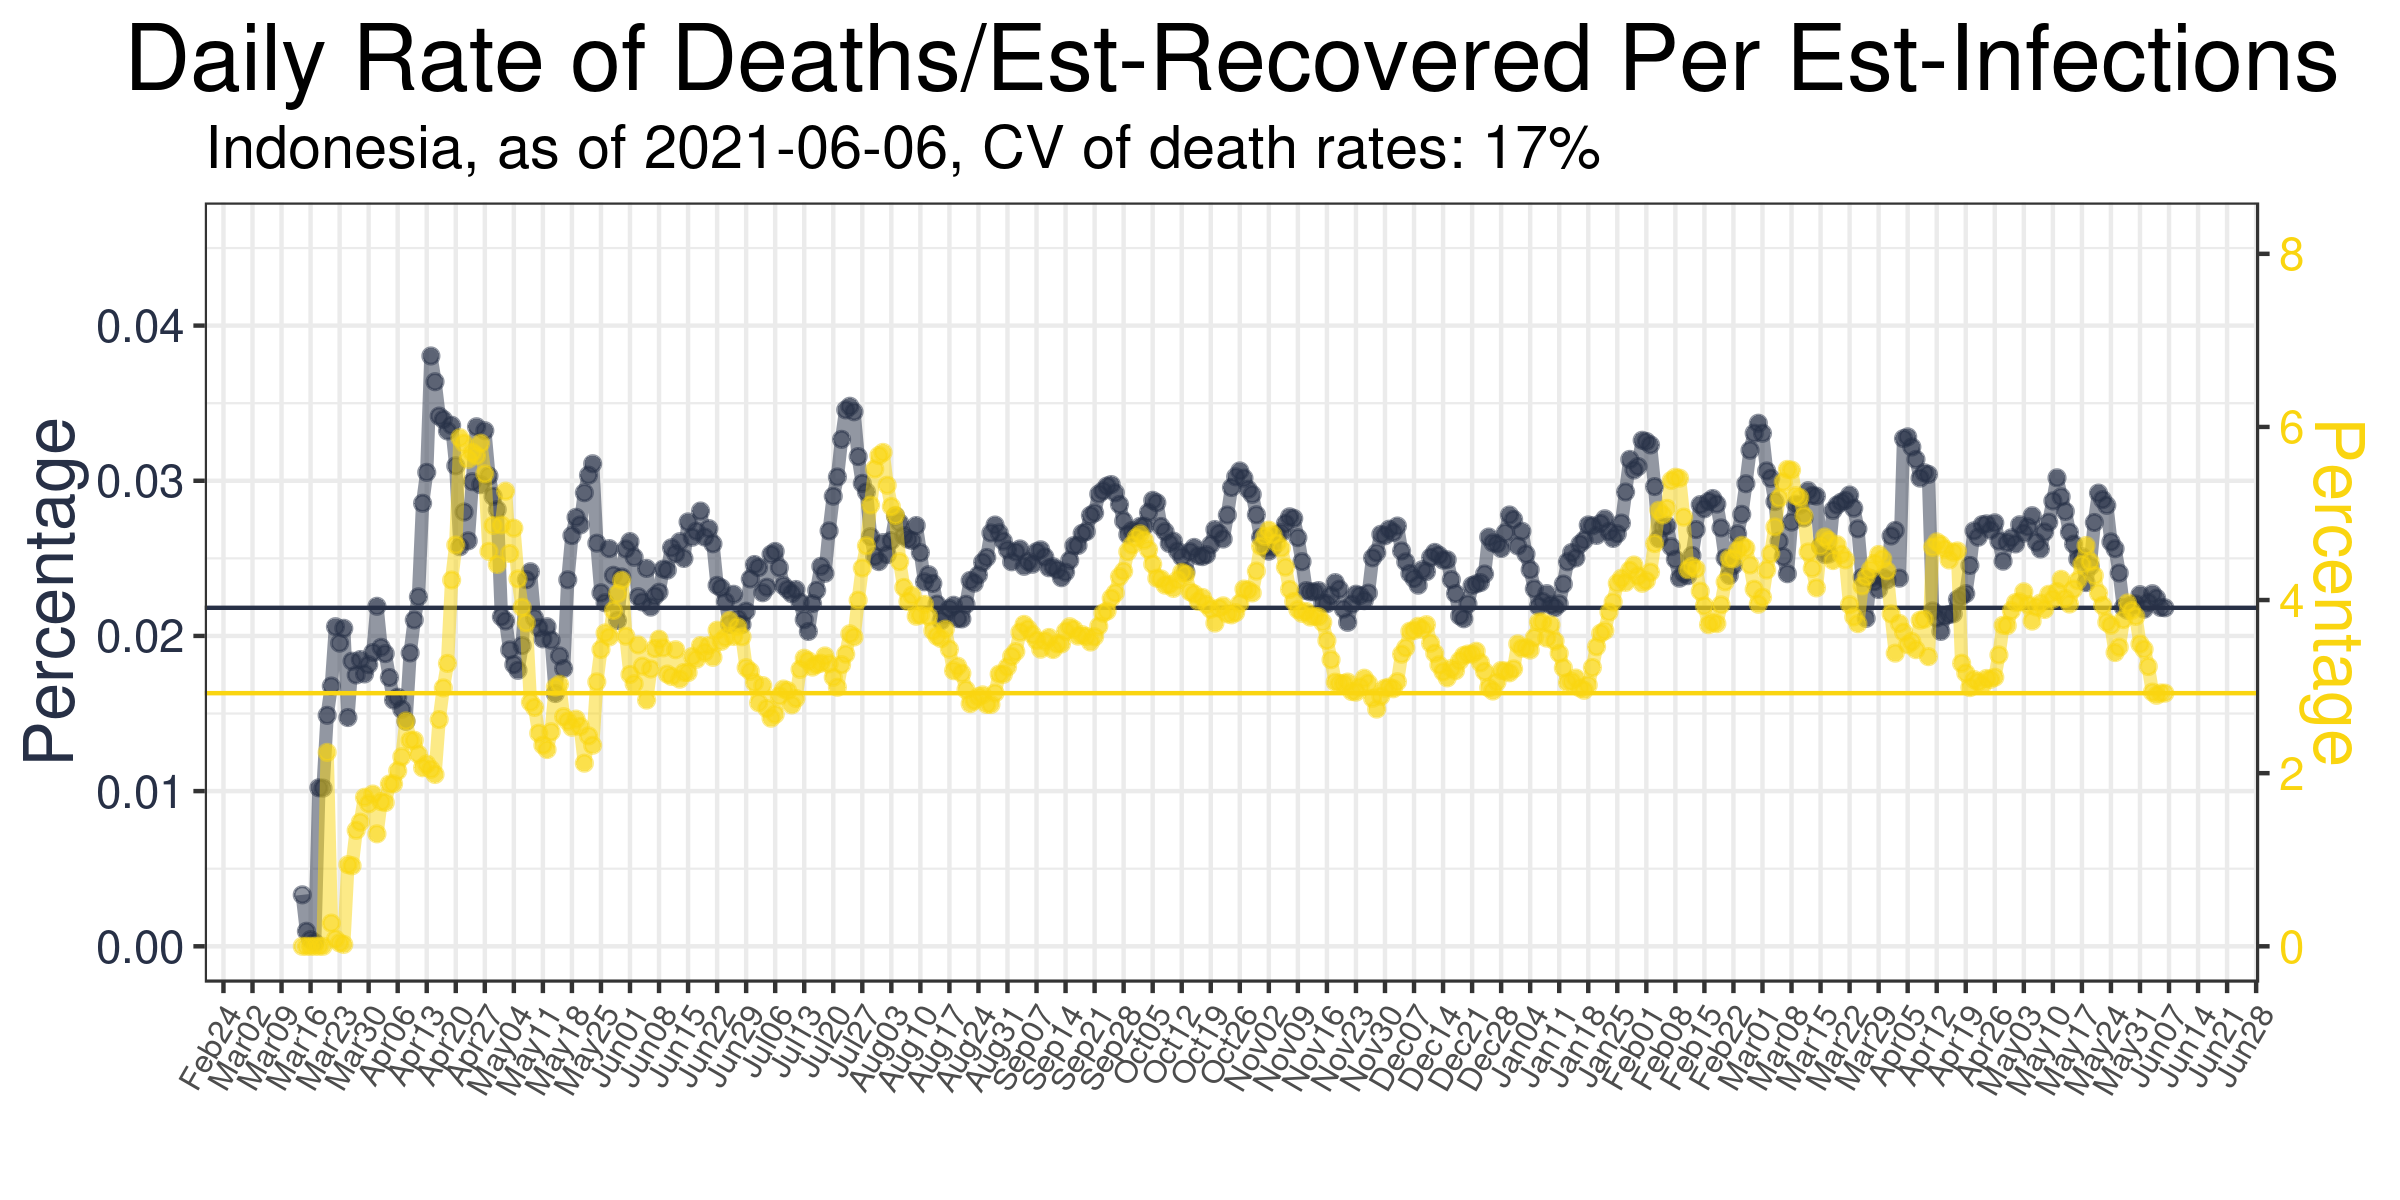 Daily Rate of Deaths/Est-Recovered Per Est-Infections
Indonesia, as of 2021-06-06, CV of death rates: 17%
Percentage
0.04
0.03
0.02
0.01
0.00
8
6
4
2
0
Percentage
Feb24
Mar02
Mar09
Mar16
Mar23
Mar30
Apr06
Apr13
Apr20
Apr27
May04
May11
May18
May25
Jun01
Jun08
Jun15
Jun22
Jun29
Jul06
Jul13
Jul20
Jul27
Aug03
Aug10
Aug17
Aug24
Aug31
Sep07
Sep14
Sep21
Sep28
Oct05
Oct12
Oct19
Oct26
Nov02
Nov09
Nov16
Nov23
Nov30
Dec07
Dec14
Dec21
Dec28
Jan04
Jan11
Jan18
Jan25
Feb01
Feb08
Feb15
Feb22
Mar01
Mar08
Mar15
Mar22
Mar29
Apr05
Apr12
Apr19
Apr26
May03
May10
May17
May24
May31
Jun07
Jun14
Jun21
Jun28